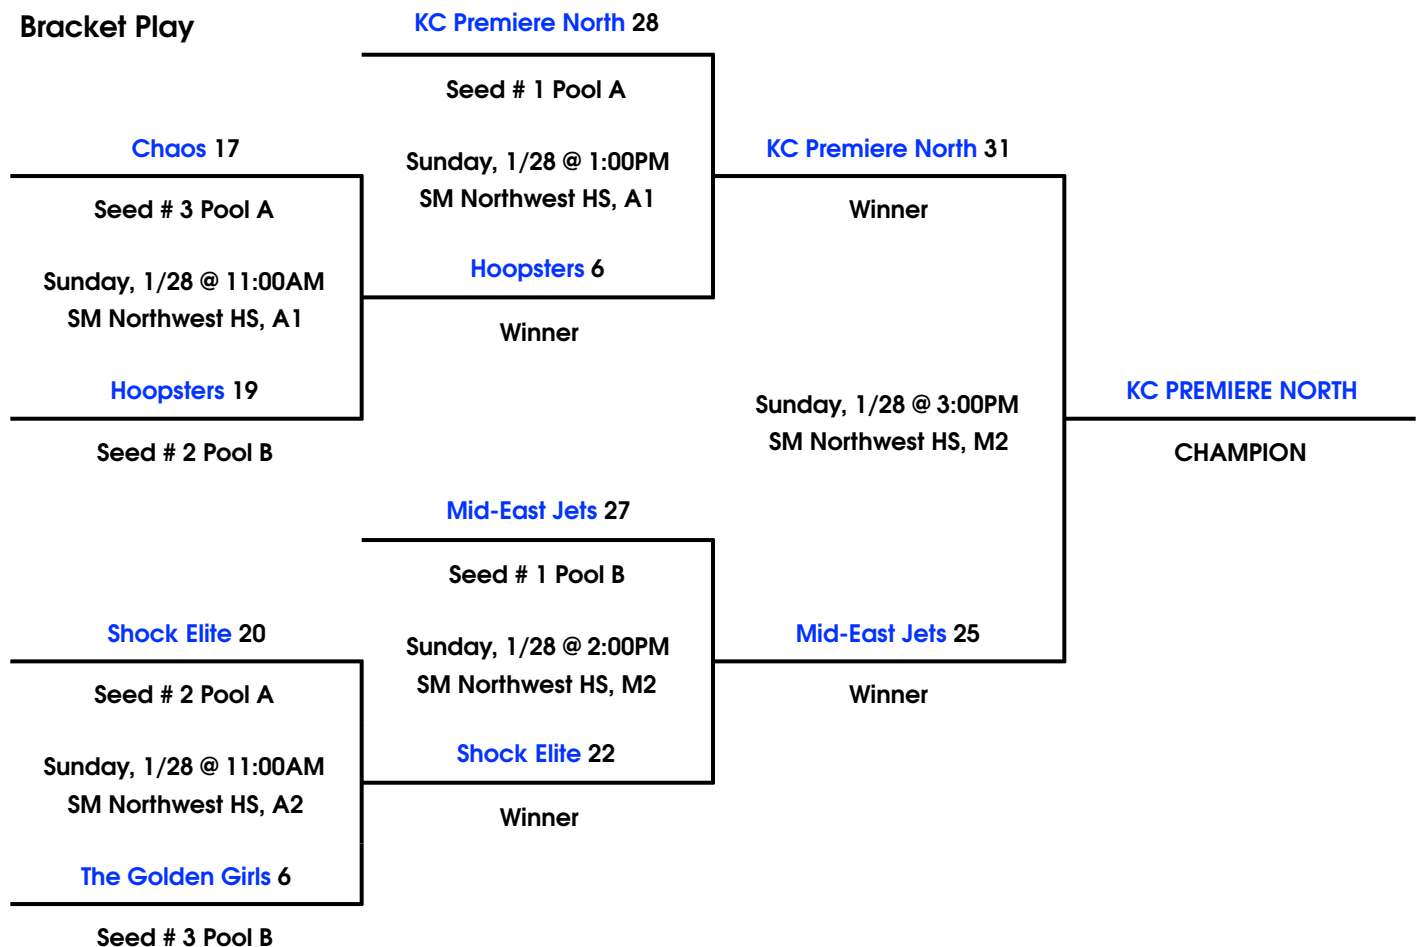 Bracket Play
KC Premiere North 28
Seed # 1 Pool A
Sunday, 1/28 @ 1:00PM
SM Northwest HS, A1
Hoopsters 6
Winner
Chaos 17
Seed # 3 Pool A
Sunday, 1/28 @ 11:00AM
SM Northwest HS, A1
Hoopsters 19
Seed # 2 Pool B
KC Premiere North 31
Winner
Sunday, 1/28 @ 3:00PM
SM Northwest HS, M2
KC PREMIERE NORTH
CHAMPION
Mid-East Jets 27
Seed # 1 Pool B
Sunday, 1/28 @ 2:00PM
SM Northwest HS, M2
Shock Elite 22
Winner
Mid-East Jets 25
Winner
Shock Elite 20
Seed # 2 Pool A
Sunday, 1/28 @ 11:00AM
SM Northwest HS, A2
The Golden Girls 6
Seed # 3 Pool B